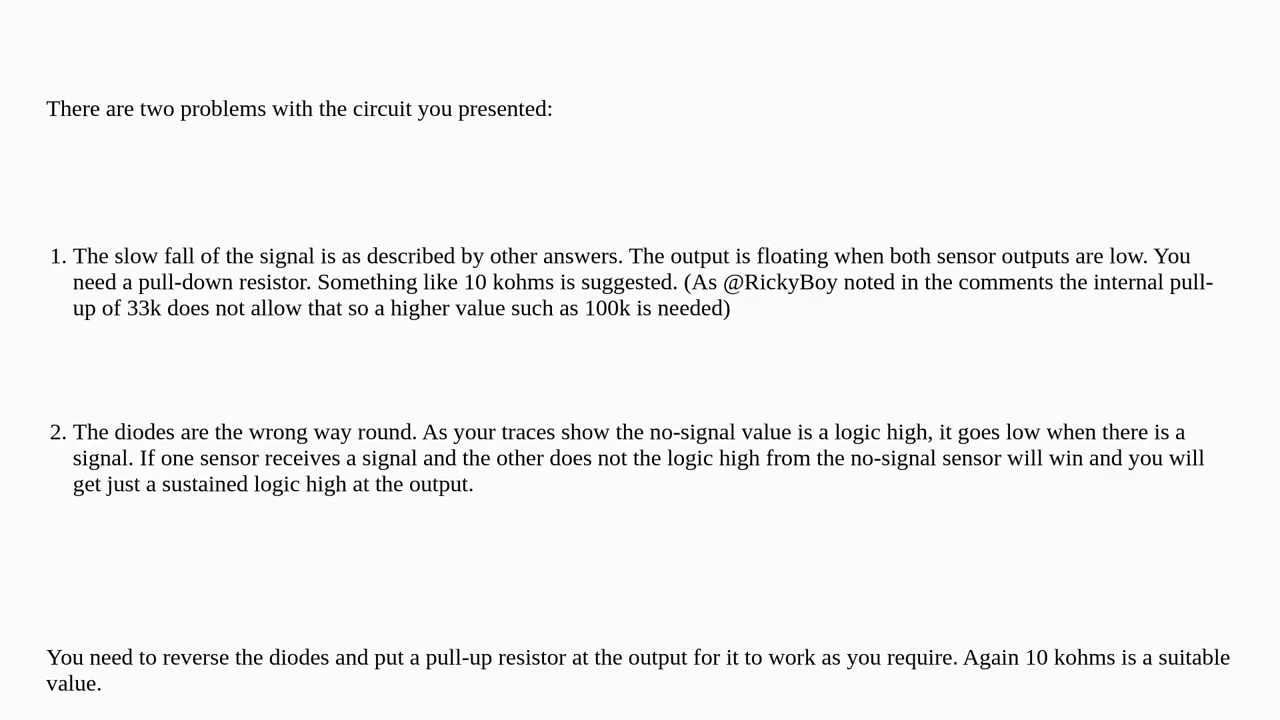 There are two problems with the circuit you presented:
1. The slow fall of the signal is as described by other answers. The output is floating when both sensor outputs are low. You
need a pull-down resistor. Something like 10 kohms is suggested. (As @RickyBoy noted in the comments the internal pull-
up of 33k does not allow that so a higher value such as 100k is needed)
2. The diodes are the wrong way round. As your traces show the no-signal value is a logic high, it goes low when there is a
signal. If one sensor receives a signal and the other does not the logic high from the no-signal sensor will win and you will
get just a sustained logic high at the output.
You need to reverse the diodes and put a pull-up resistor at the output for it to work as you require. Again 10 kohms is a suitable
value.